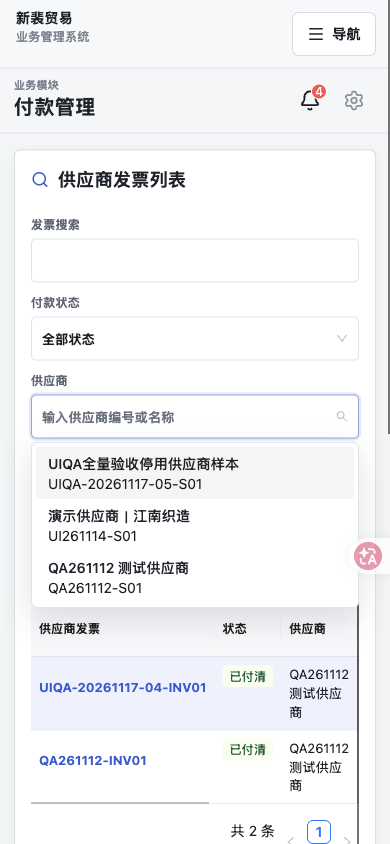 新裴贸易
业务管理系统
导航
业务模块
付款管理
4
供应商发票列表
发票搜索
付款状态
全部状态
供应商
输入供应商编号或名称
UIQA全量验收停用供应商样本
UIQA-20261117-05-S01
演示供应商 | 江南织造
UI261114-S01
QA261112 测试供应商
QA261112-S01
供应商发票 状态 供应商
UIQA-20261117-04-INV01 已付清 QA261112
测试供应
商
QA261112-INV01 已付清 QA261112
测试供应
商
共 2 条 1